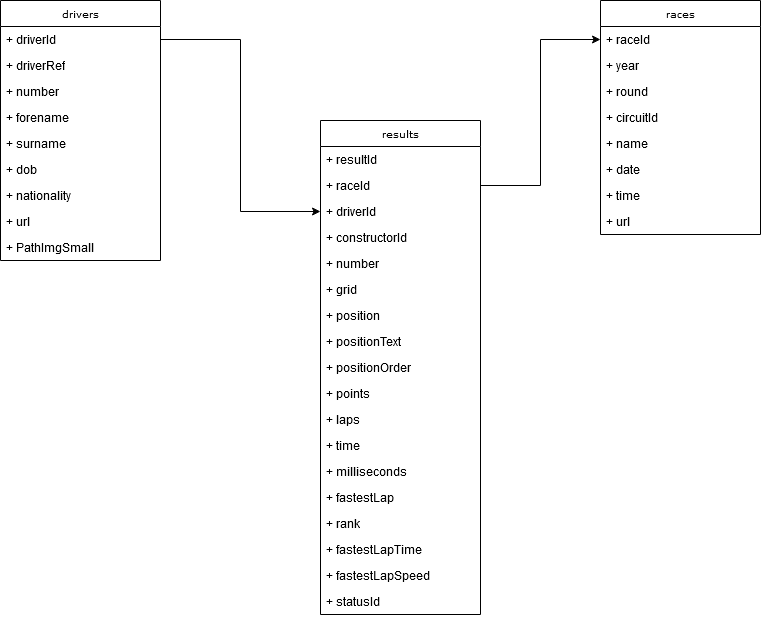 drivers
+ driverId
+ driverRef
+ number
+ forename
+ surname
+ dob
+ nationality
+ url
+ PathImgSmall
results
+ resultId
+ raceId
+ driverId
+ constructorId
+ number
+ grid
+ position
+ positionText
+ positionOrder
+ points
+ laps
+ time
+ milliseconds
+ fastestLap
+ rank
+ fastestLapTime
+ fastestLapSpeed
+ statusId
races
+ raceId
+ year
+ round
+ circuitId
+ name
+ date
+ time
+ url